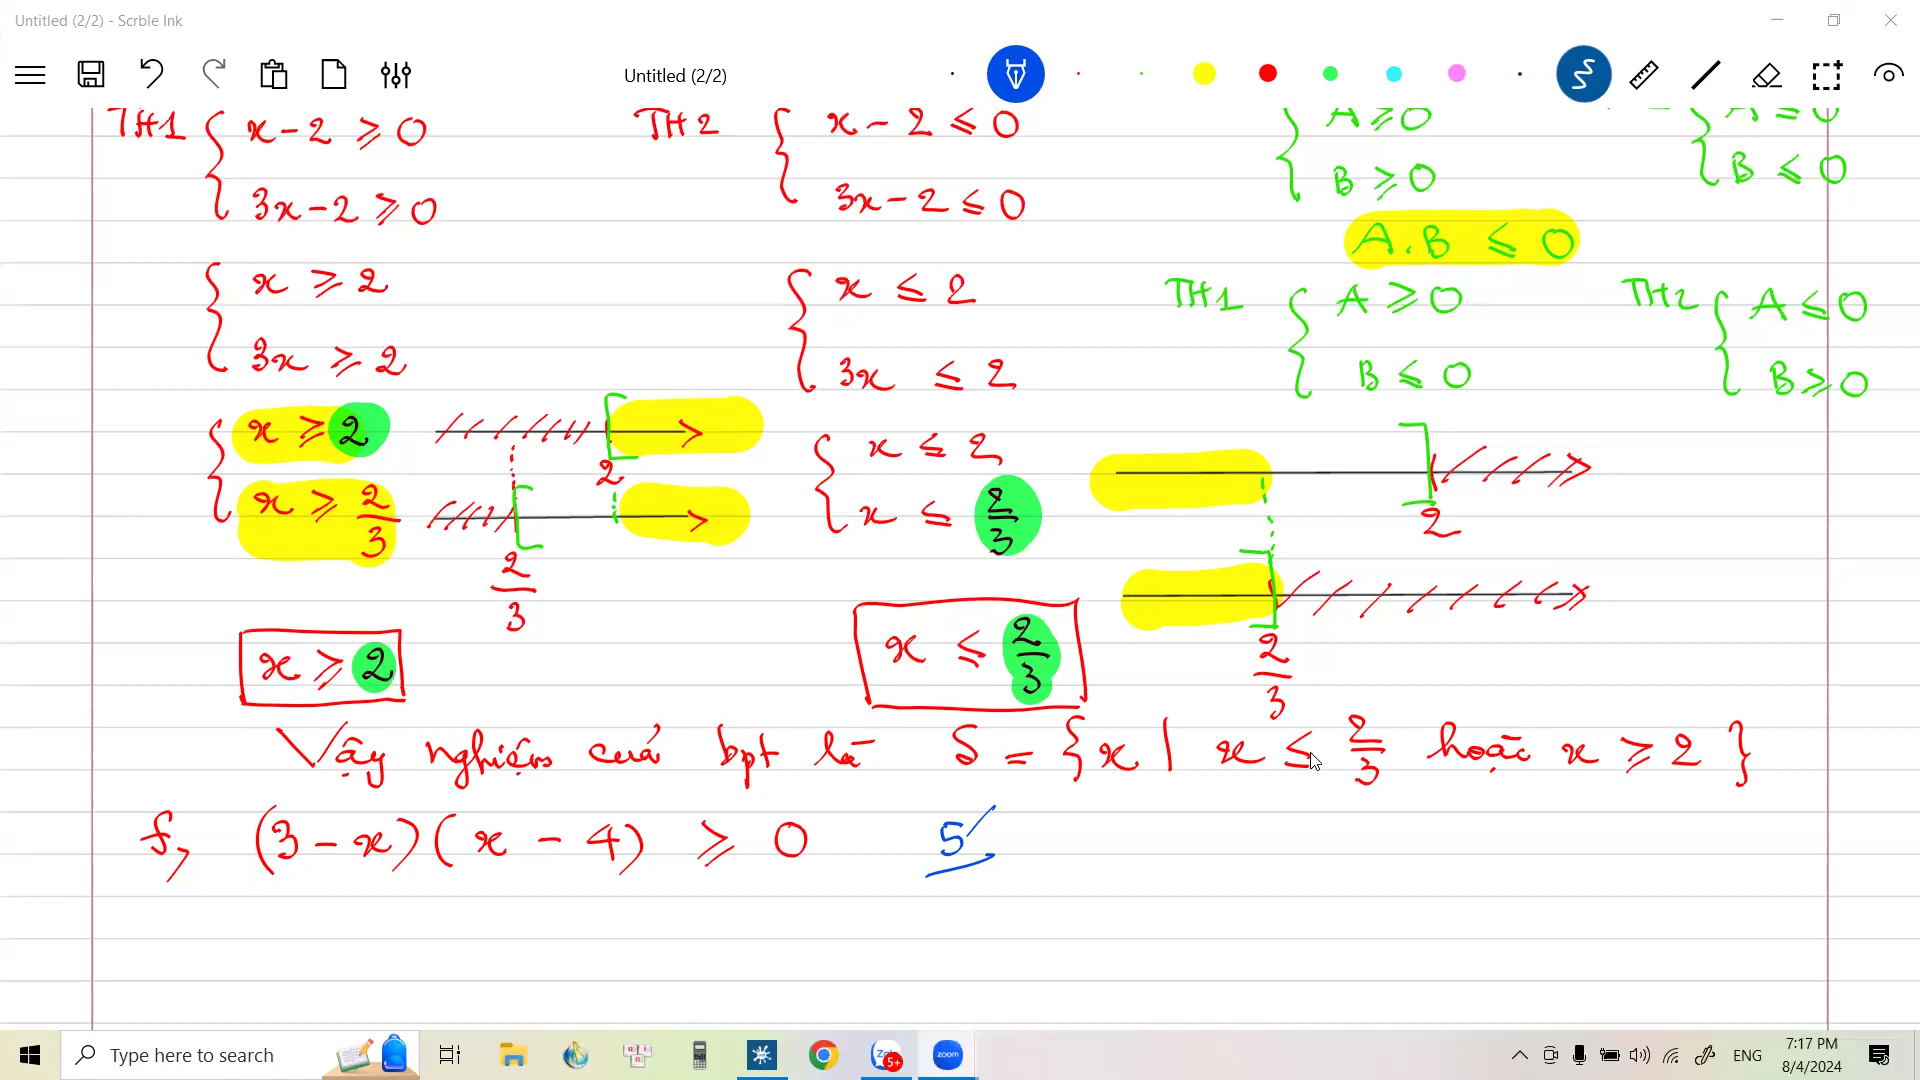 Untitled (2/2) - Scrble Ink
Untitled (2/2)
TH1 { x-2 ⩾ 0
3x-2 ⩾ 0
TH2 { x-2 ⩽ 0
3x-2 ⩽ 0
{ A ⩾ 0
B ⩾ 0
{ A ⩽ 0
B ⩽ 0
A.B ⩽ 0
{ x ⩾ 2
3x ⩾ 2
{ x ⩽ 2
3x ⩽ 2
TH1 { A ⩾ 0
B ⩽ 0
TH2 { A ⩽ 0
B ⩾ 0
{ x ⩾ 2
x ⩾ 2/3
2
2/3
{ x ⩽ 2
x ⩽ 2/3
2
2/3
x ⩾ 2
x ⩽ 2/3
Vậy nghiệm của bpt là S = {x | x ⩽ 2/3 hoặc x ⩾ 2 }
f, (3-x)(x-4) ⩾ 0 5
Type here to search
5+
zoom
ENG
7:17 PM
8/4/2024